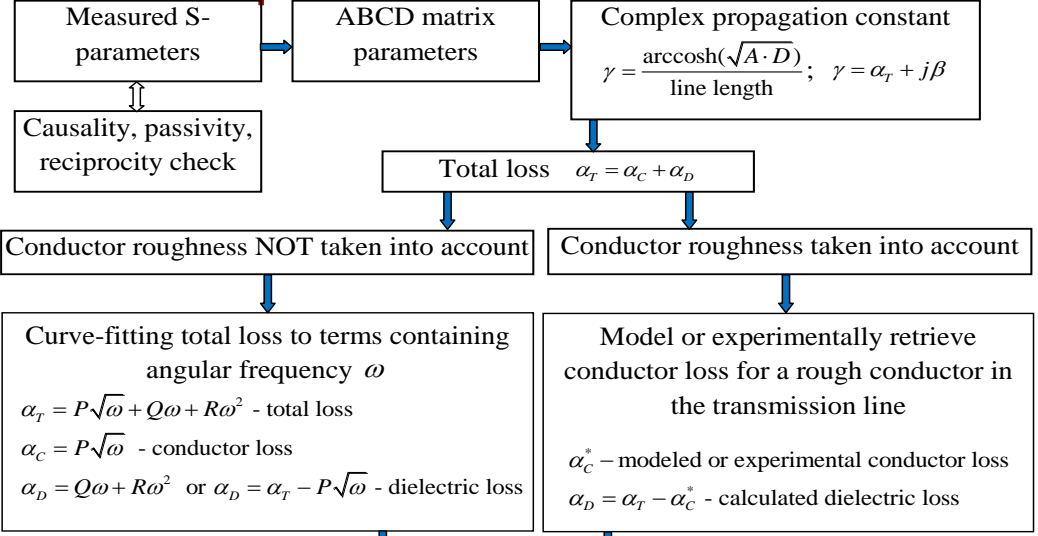 Measured S-
parameters
ABCD matrix
parameters
Complex propagation constant
γ = arccosh(√(A·D)) / line length ; γ = α_T + jβ
Causality, passivity,
reciprocity check
Total loss α_T = α_C + α_D
Conductor roughness NOT taken into account
Conductor roughness taken into account
Curve-fitting total loss to terms containing
angular frequency ω
α_T = P√ω + Qω + Rω² - total loss
α_C = P√ω - conductor loss
α_D = Qω + Rω² or α_D = α_T − P√ω - dielectric loss
Model or experimentally retrieve
conductor loss for a rough conductor in
the transmission line
α_C^* – modeled or experimental conductor loss
α_D = α_T − α_C^* - calculated dielectric loss